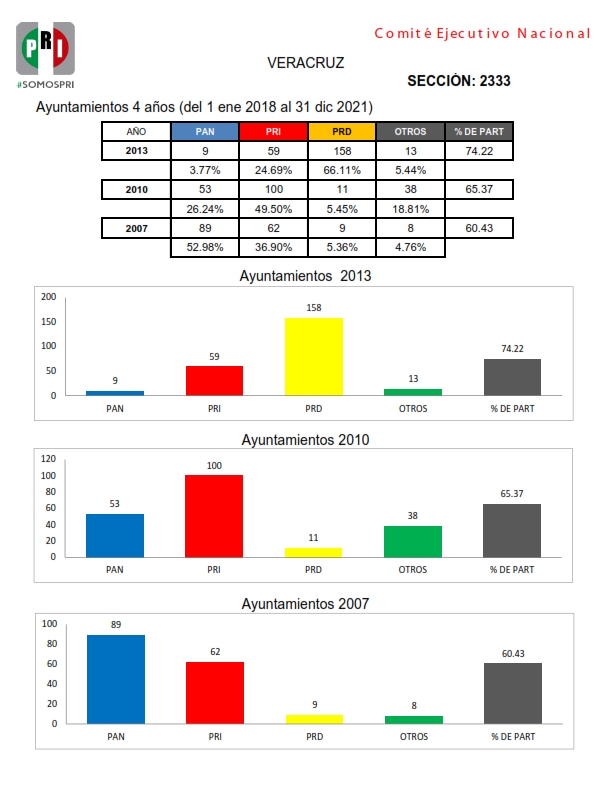 Comité Ejecutivo Nacional
PRI
#SOMOSPRI
VERACRUZ
SECCIÓN: 2333
Ayuntamientos 4 años (del 1 ene 2018 al 31 dic 2021)
AÑO PAN PRI PRD OTROS % DE PART
2013 9 59 158 13 74.22
3.77% 24.69% 66.11% 5.44%
2010 53 100 11 38 65.37
26.24% 49.50% 5.45% 18.81%
2007 89 62 9 8 60.43
52.98% 36.90% 5.36% 4.76%
Ayuntamientos 2013
200
150
100
50
0
9 59 158 13 74.22
PAN PRI PRD OTROS % DE PART
Ayuntamientos 2010
120
100
80
60
40
20
0
53 100 11 38 65.37
PAN PRI PRD OTROS % DE PART
Ayuntamientos 2007
100
80
60
40
20
0
89 62 9 8 60.43
PAN PRI PRD OTROS % DE PART